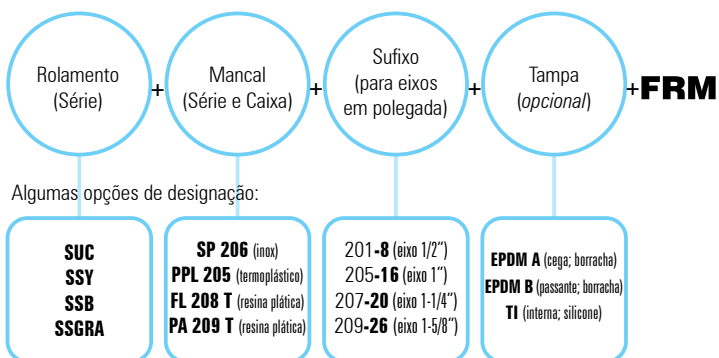 Rolamento
(Série)
+
Mancal
(Série e Caixa)
+
Sufixo
(para eixos
em polegada)
+
Tampa
(opcional)
+FRM
Algumas opções de designação:
SUC
SSY
SSB
SSGRA
SP 206 (inox)
PPL 205 (termoplástico)
FL 208 T (resina plática)
PA 209 T (resina plática)
201-8 (eixo 1/2")
205-16 (eixo 1")
207-20 (eixo 1-1/4")
209-26 (eixo 1-5/8")
EPDM A (cega; borracha)
EPDM B (passante; borracha)
TI (interna; silicone)